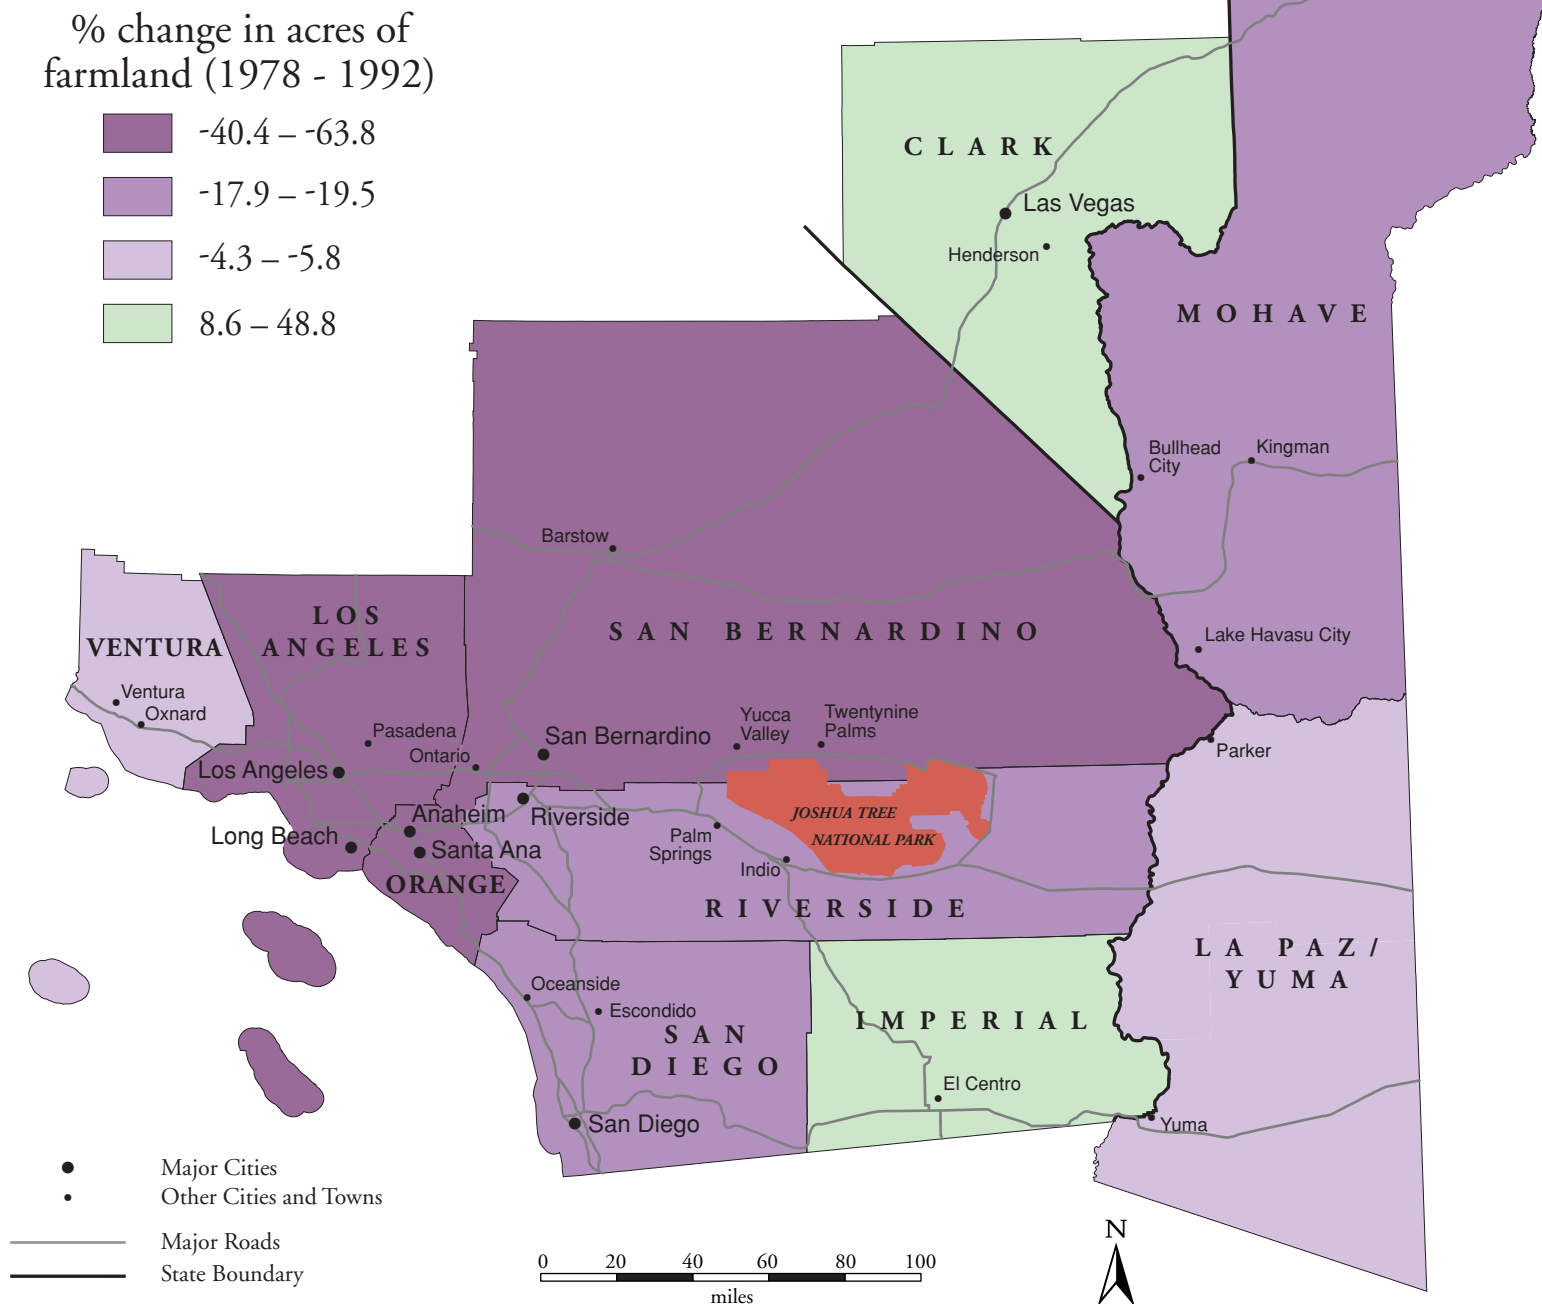 % change in acres of
farmland (1978 - 1992)
-40.4 – -63.8
-17.9 – -19.5
-4.3 – -5.8
8.6 – 48.8
CLARK
Las Vegas
Henderson
MOHAVE
Bullhead
City
Kingman
Barstow
LOS
ANGELES
SAN BERNARDINO
VENTURA
Lake Havasu City
Ventura
Oxnard
Pasadena
Ontario
San Bernardino
Yucca
Valley
Twentynine
Palms
Parker
Los Angeles
Anaheim
Riverside
JOSHUA TREE
NATIONAL PARK
Long Beach
Santa Ana
Palm
Springs
Indio
ORANGE
RIVERSIDE
LA PAZ/
YUMA
Oceanside
Escondido
SAN
DIEGO
IMPERIAL
El Centro
San Diego
Yuma
Major Cities
Other Cities and Towns
Major Roads
State Boundary
0 20 40 60 80 100
miles
N